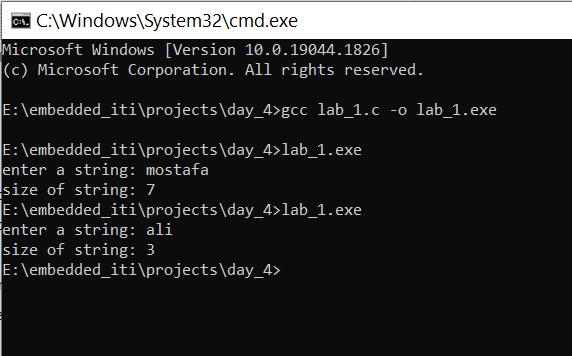 C:\Windows\System32\cmd.exe
Microsoft Windows [Version 10.0.19044.1826]
(c) Microsoft Corporation. All rights reserved.
E:\embedded_iti\projects\day_4>gcc lab_1.c -o lab_1.exe
E:\embedded_iti\projects\day_4>lab_1.exe
enter a string: mostafa
size of string: 7
E:\embedded_iti\projects\day_4>lab_1.exe
enter a string: ali
size of string: 3
E:\embedded_iti\projects\day_4>